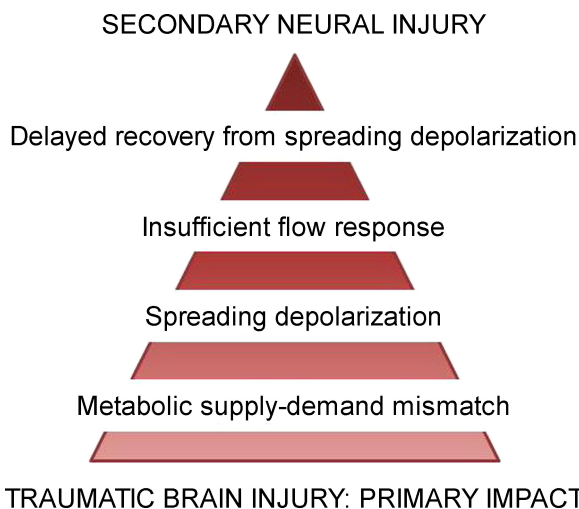 SECONDARY NEURAL INJURY
Delayed recovery from spreading depolarization
Insufficient flow response
Spreading depolarization
Metabolic supply-demand mismatch
TRAUMATIC BRAIN INJURY: PRIMARY IMPACT